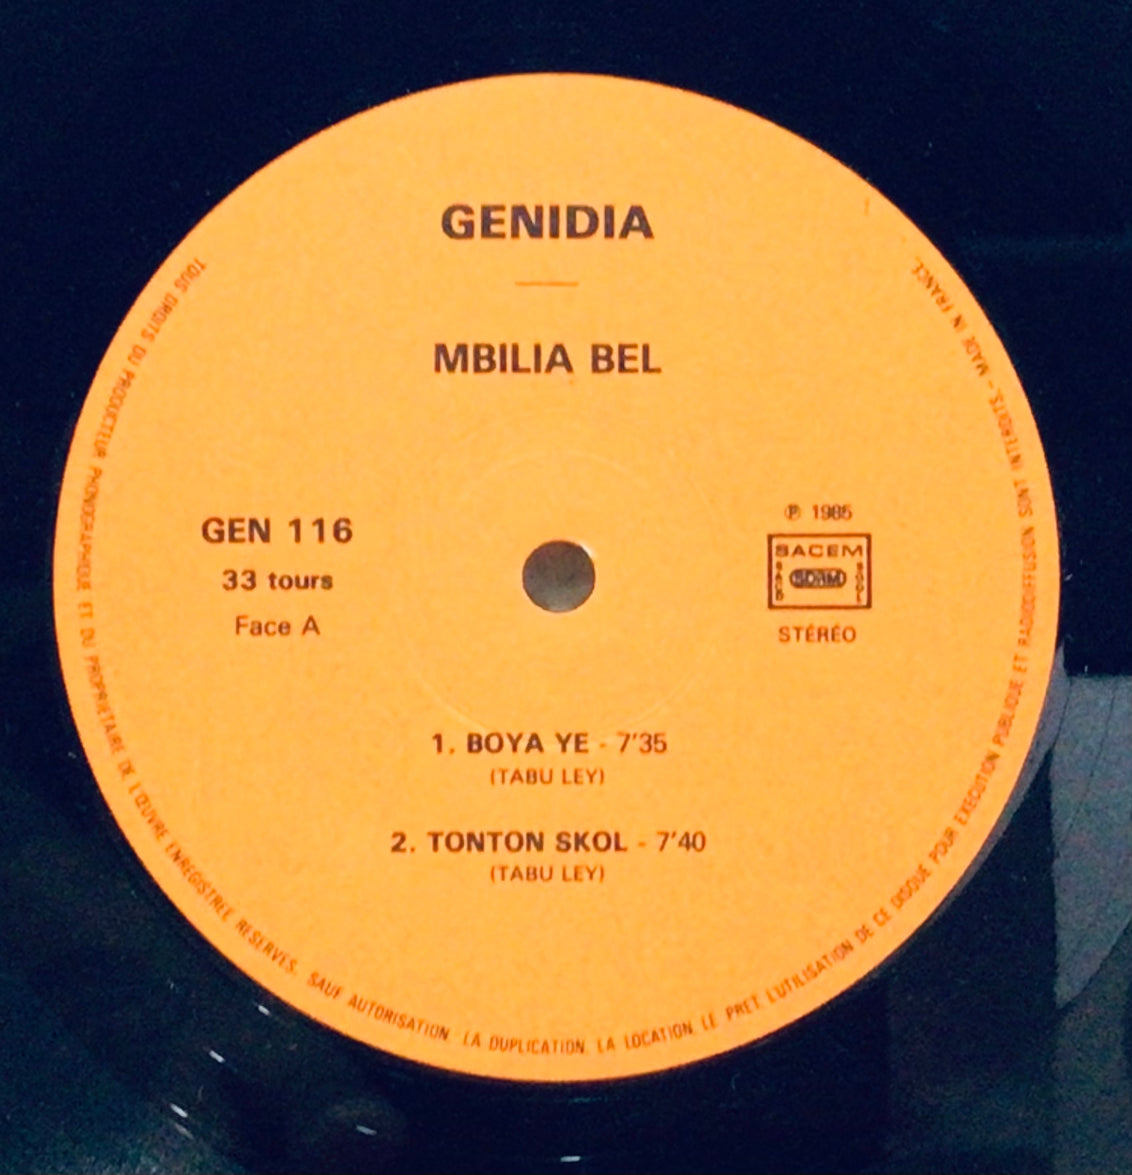 GENIDIA
MBILIA BEL
GEN 116
33 tours
Face A
℗ 1985
SACEM
SACD
SDRM
SGDL
STÉRÉO
1. BOYA YE - 7'35
(TABU LEY)
2. TONTON SKOL - 7'40
(TABU LEY)
TOUS DROITS DU PRODUCTEUR PHONOGRAPHIQUE ET DU PROPRIETAIRE DE L'ŒUVRE ENREGISTREE RESERVES. SAUF AUTORISATION LA DUPLICATION LA LOCATION LE PRET L'UTILISATION DE CE DISQUE POUR EXECUTION PUBLIQUE ET RADIODIFFUSION SONT INTERDITS. - MADE IN FRANCE.